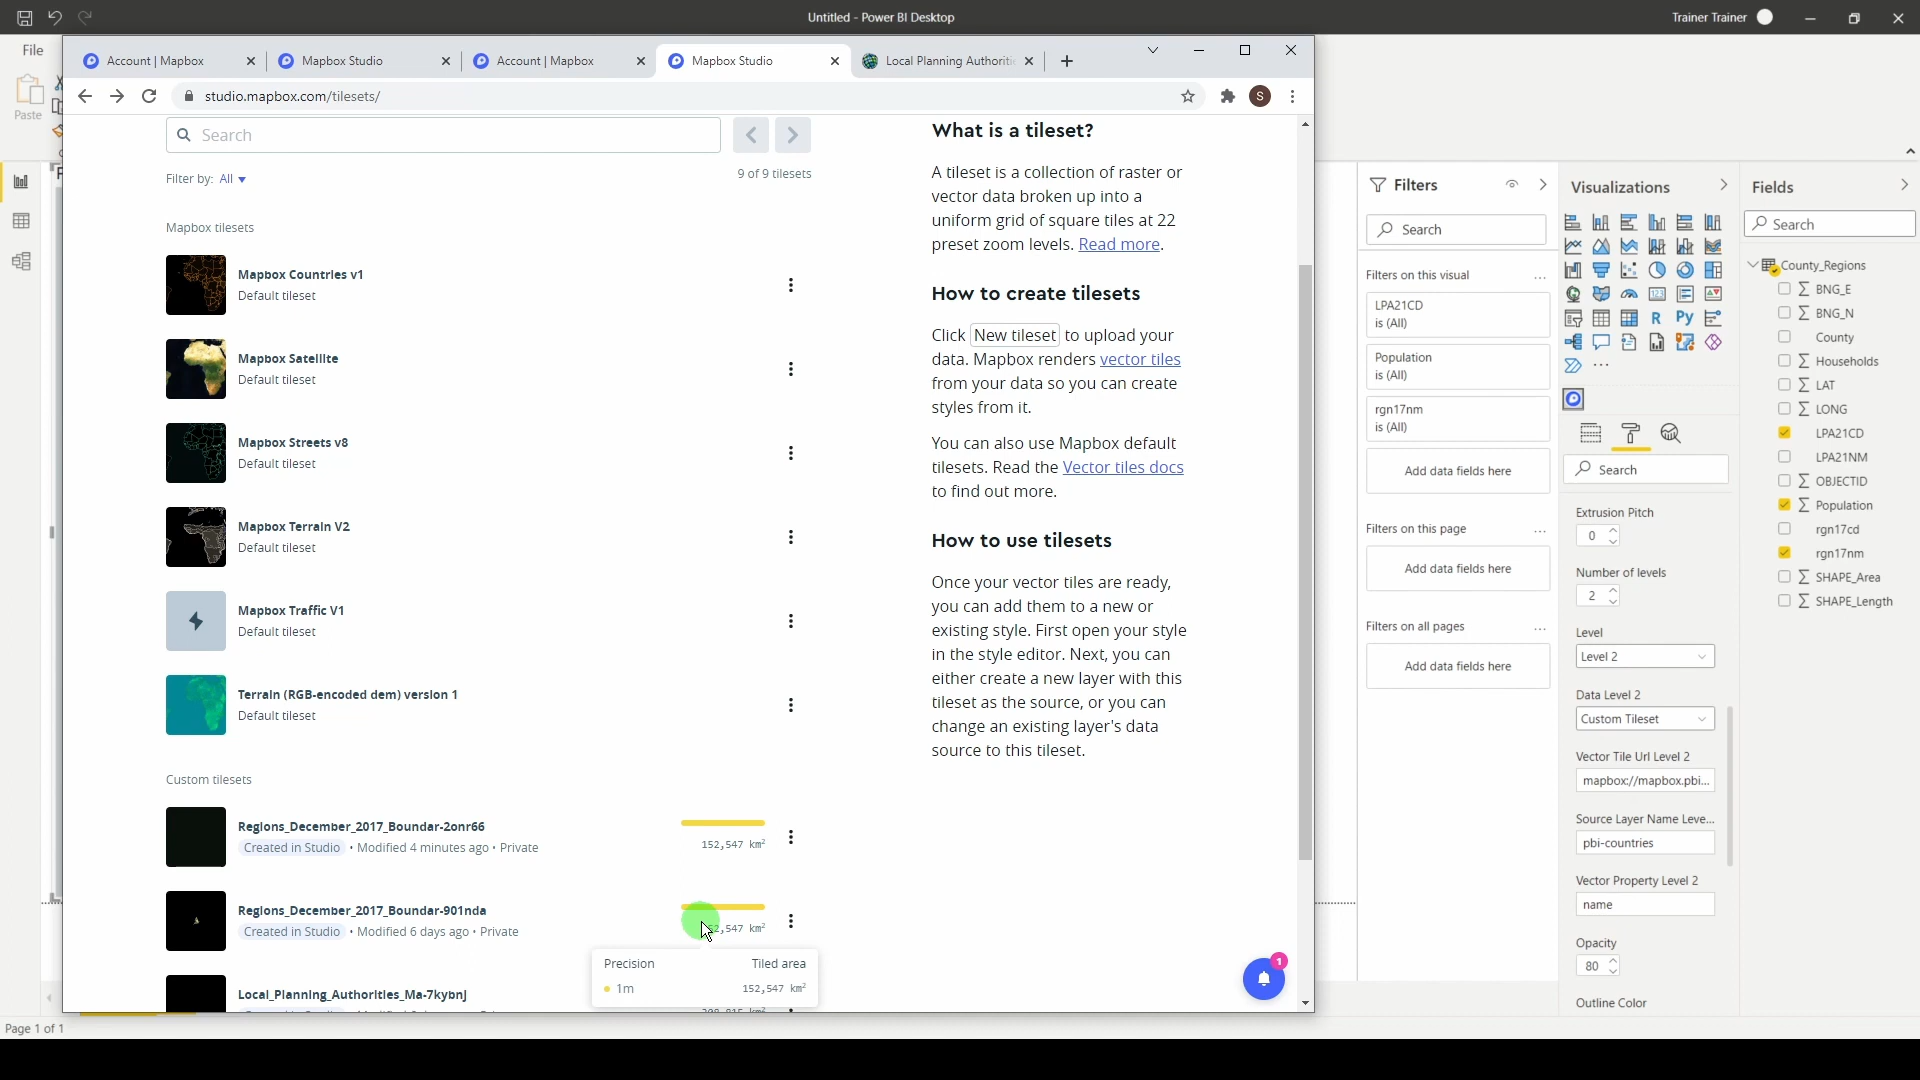 Untitled - Power BI Desktop
Trainer Trainer
File
Paste
Account | Mapbox
Mapbox Studio
Account | Mapbox
Mapbox Studio
Local Planning Authoriti
studio.mapbox.com/tilesets/
S
Search
Filter by: All
9 of 9 tilesets
Mapbox tilesets
Mapbox Countries v1
Default tileset
Mapbox Satellite
Default tileset
Mapbox Streets v8
Default tileset
Mapbox Terrain V2
Default tileset
Mapbox Traffic V1
Default tileset
Terrain (RGB-encoded dem) version 1
Default tileset
Custom tilesets
Regions_December_2017_Boundar-2onr66
Created in Studio • Modified 4 minutes ago • Private
152,547 km²
Regions_December_2017_Boundar-901nda
Created in Studio • Modified 6 days ago • Private
52,547 km²
Precision
Tiled area
1m
152,547 km²
Local_Planning_Authorities_Ma-7kybnj
What is a tileset?
A tileset is a collection of raster or
vector data broken up into a
uniform grid of square tiles at 22
preset zoom levels. Read more.
How to create tilesets
Click New tileset to upload your
data. Mapbox renders vector tiles
from your data so you can create
styles from it.
You can also use Mapbox default
tilesets. Read the Vector tiles docs
to find out more.
How to use tilesets
Once your vector tiles are ready,
you can add them to a new or
existing style. First open your style
in the style editor. Next, you can
either create a new layer with this
tileset as the source, or you can
change an existing layer's data
source to this tileset.
1
Filters
Search
Filters on this visual
LPA21CD
is (All)
Population
is (All)
rgn17nm
is (All)
Add data fields here
Filters on this page
Add data fields here
Filters on all pages
Add data fields here
Visualizations
R
Py
Search
Extrusion Pitch
0
Number of levels
2
Level
Level 2
Data Level 2
Custom Tileset
Vector Tile Url Level 2
mapbox://mapbox.pbi...
Source Layer Name Leve...
pbi-countries
Vector Property Level 2
name
Opacity
80
Outline Color
Fields
Search
County_Regions
BNG_E
BNG_N
County
Households
LAT
LONG
LPA21CD
LPA21NM
OBJECTID
Population
rgn17cd
rgn17nm
SHAPE_Area
SHAPE_Length
Page 1 of 1